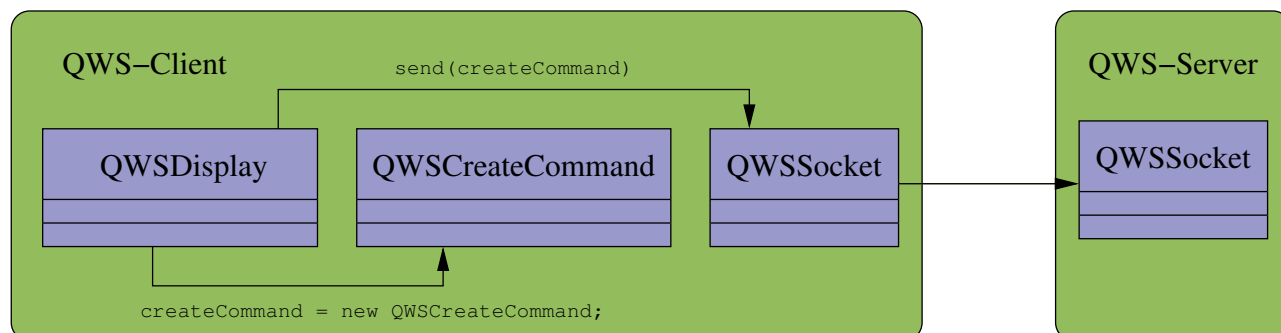 QWS−Client
send(createCommand)
QWS−Server
QWSDisplay
QWSCreateCommand
QWSSocket
QWSSocket
createCommand = new QWSCreateCommand;